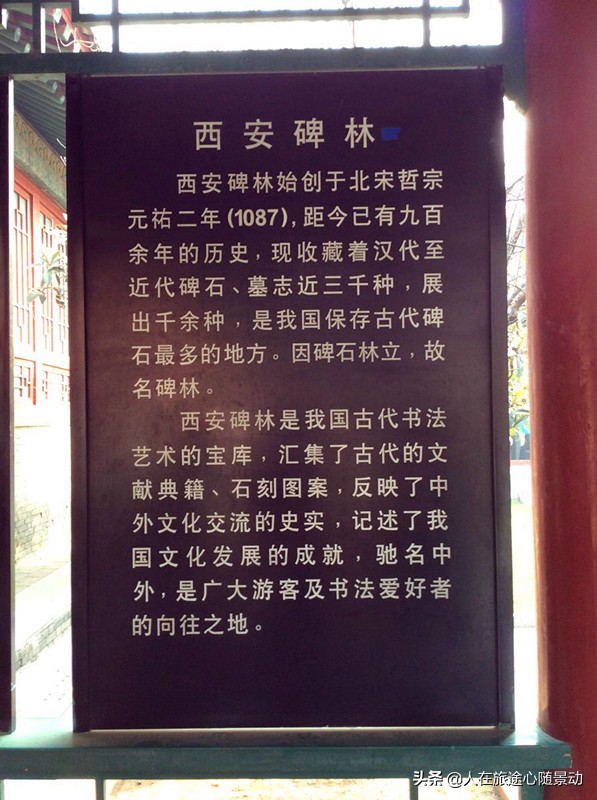 西安碑林
西安碑林始创于北宋哲宗
元祐二年(1087)，距今已有九百
余年的历史，现收藏着汉代至
近代碑石、墓志近三千种，展
出千余种，是我国保存古代碑
石最多的地方。因碑石林立，故
名碑林。
西安碑林是我国古代书法
艺术的宝库，汇集了古代的文
献典籍、石刻图案，反映了中
外文化交流的史实，记述了我
国文化发展的成就，驰名中
外，是广大游客及书法爱好者
的向往之地。
头条 @人在旅途心随景动